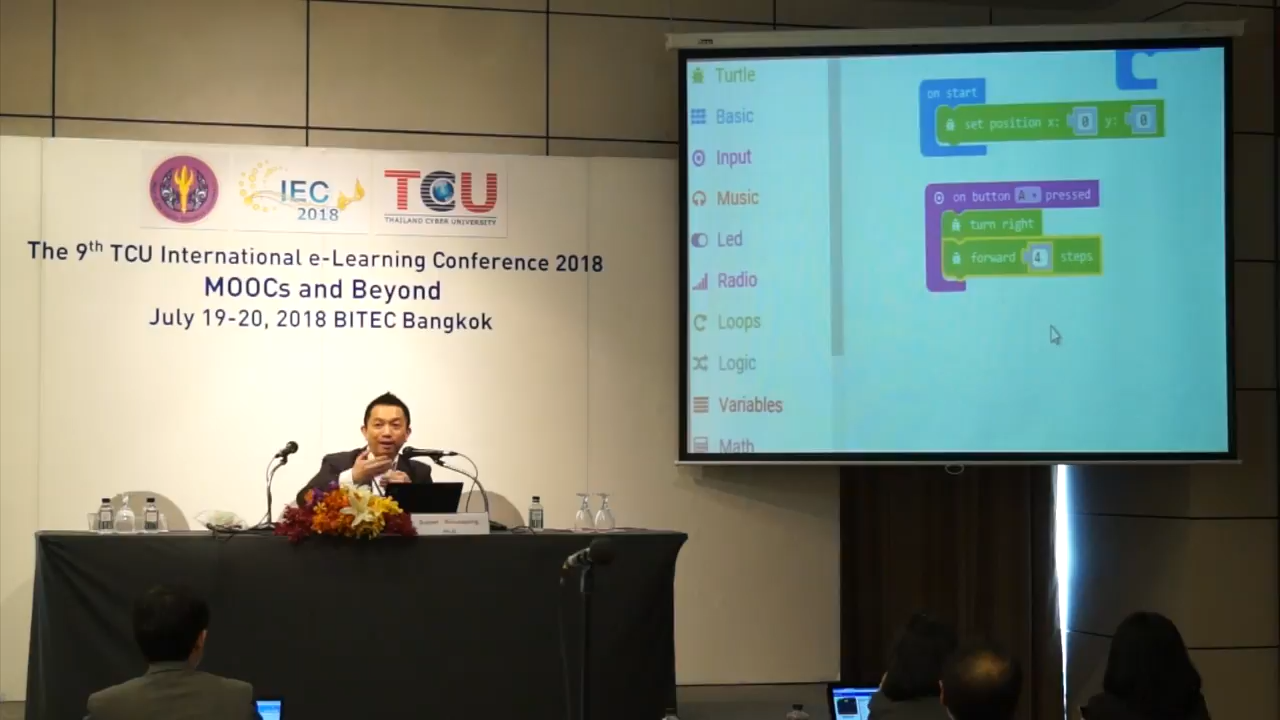 IEC
2018
TCU
THAILAND CYBER UNIVERSITY
The 9th TCU International e-Learning Conference 2018
MOOCs and Beyond
July 19-20, 2018 BITEC Bangkok
Turtle
Basic
Input
Music
Led
Radio
Loops
Logic
Variables
Math
on start
set position x: 0 y: 0
on button A pressed
turn right
forward 4 steps